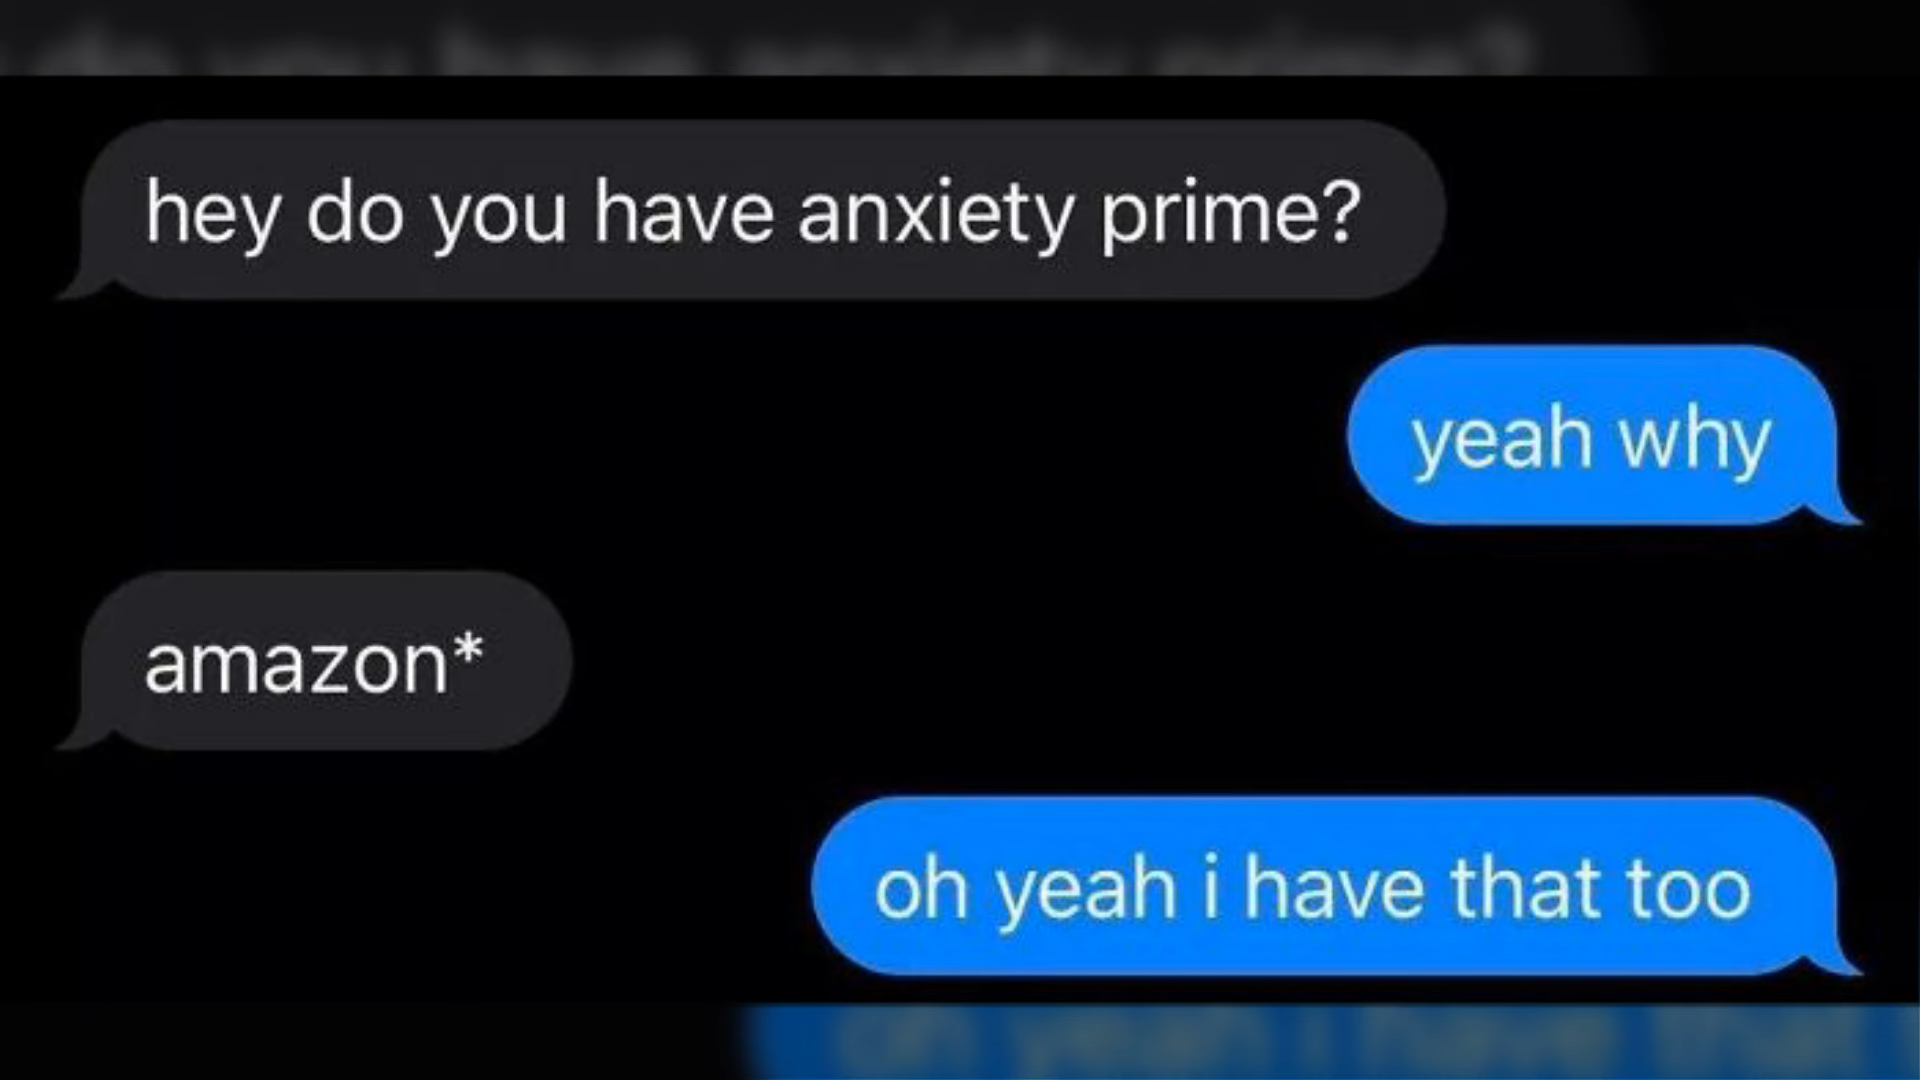 hey do you have anxiety prime?
yeah why
amazon*
oh yeah i have that too